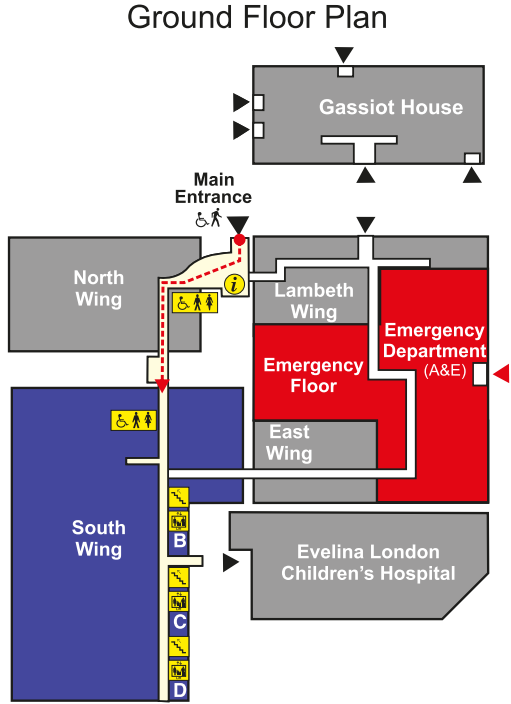 Ground Floor Plan
Gassiot House
Main
Entrance
North
Wing
i
Lambeth
Wing
Emergency
Department
(A&E)
Emergency
Floor
East
Wing
South
Wing
B
Evelina London
Children's Hospital
C
D